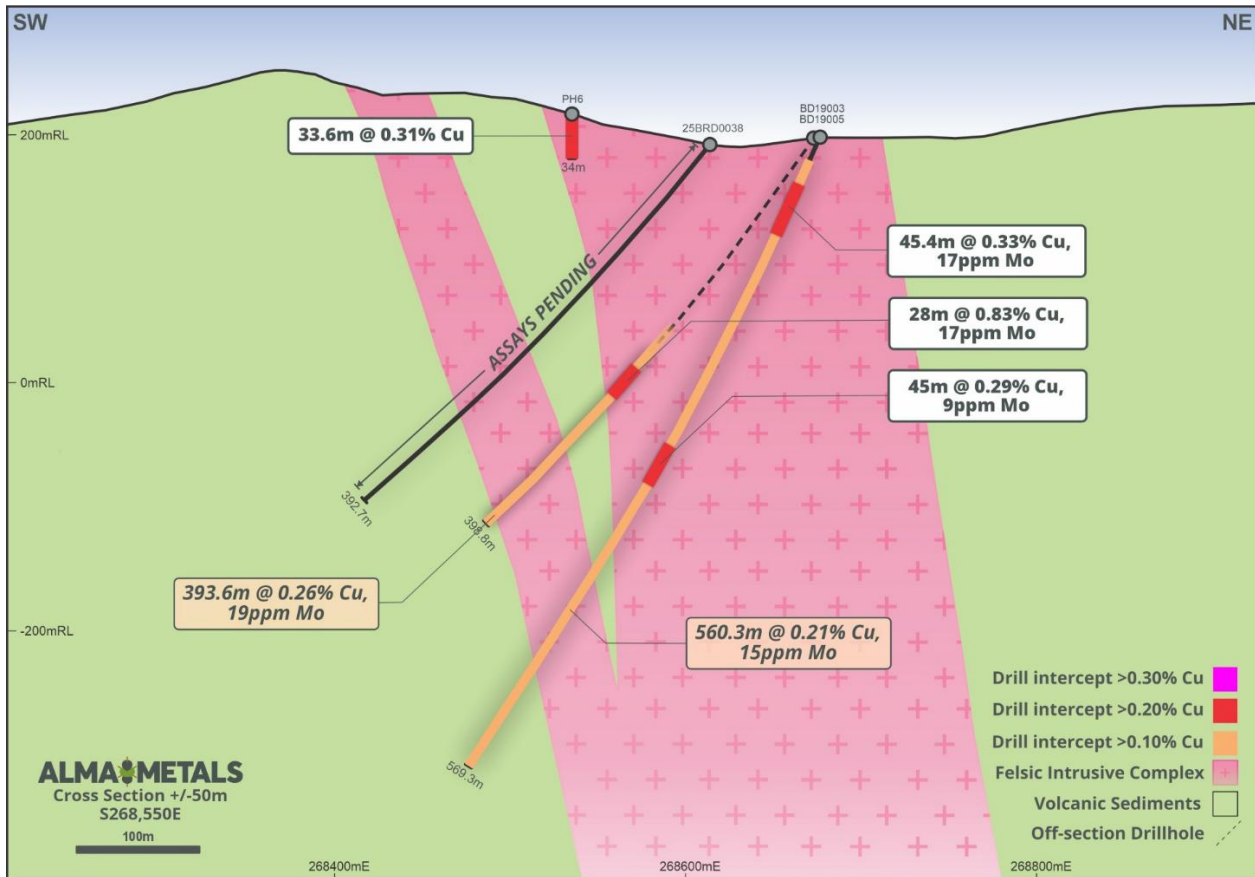 SW
NE
PH6
BD19003
BD19005
33.6m @ 0.31% Cu
25BRD0038
200mRL
34m
45.4m @ 0.33% Cu,
17ppm Mo
ASSAYS PENDING
28m @ 0.83% Cu,
17ppm Mo
0mRL
45m @ 0.29% Cu,
9ppm Mo
392.7m
398.8m
393.6m @ 0.26% Cu,
19ppm Mo
560.3m @ 0.21% Cu,
15ppm Mo
-200mRL
569.3m
Drill intercept >0.30% Cu
Drill intercept >0.20% Cu
Drill intercept >0.10% Cu
Felsic Intrusive Complex
Volcanic Sediments
Off-section Drillhole
ALMA METALS
Cross Section +/-50m
S268,550E
100m
268400mE
268600mE
268800mE